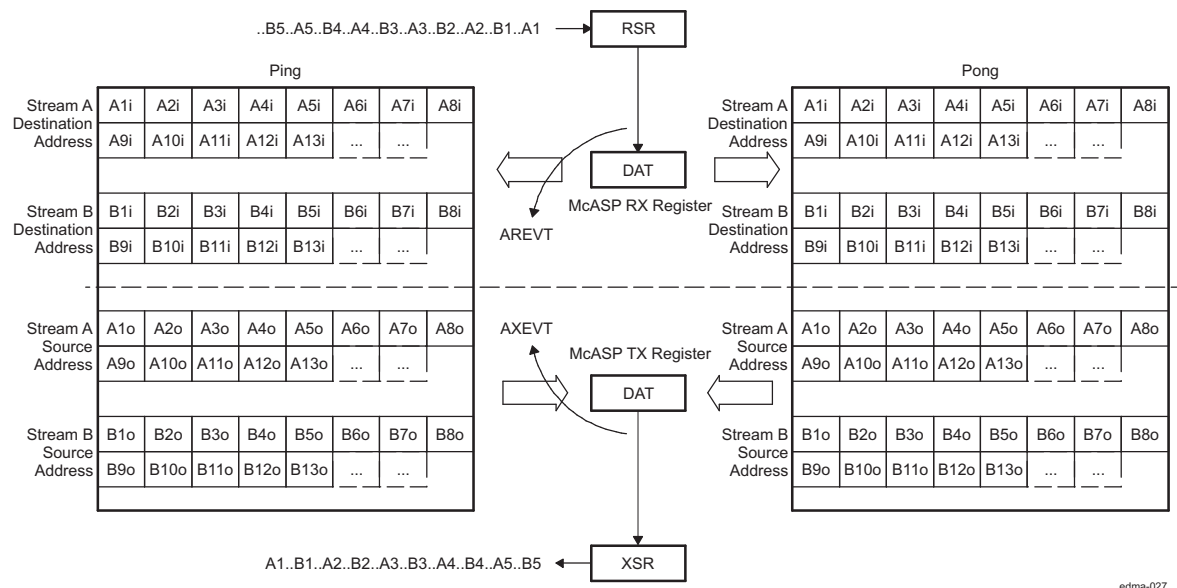 ..B5..A5..B4..A4..B3..A3..B2..A2..B1..A1
RSR
Ping
Pong
Stream A
Destination
Address
A1i A2i A3i A4i A5i A6i A7i A8i
A9i A10i A11i A12i A13i ... ...
Stream B
Destination
Address
B1i B2i B3i B4i B5i B6i B7i B8i
B9i B10i B11i B12i B13i ... ...
DAT
McASP RX Register
AREVT
Stream A
Destination
Address
A1i A2i A3i A4i A5i A6i A7i A8i
A9i A10i A11i A12i A13i ... ...
Stream B
Destination
Address
B1i B2i B3i B4i B5i B6i B7i B8i
B9i B10i B11i B12i B13i ... ...
Stream A
Source
Address
A1o A2o A3o A4o A5o A6o A7o A8o
A9o A10o A11o A12o A13o ... ...
Stream B
Source
Address
B1o B2o B3o B4o B5o B6o B7o B8o
B9o B10o B11o B12o B13o ... ...
AXEVT
McASP TX Register
DAT
Stream A
Source
Address
A1o A2o A3o A4o A5o A6o A7o A8o
A9o A10o A11o A12o A13o ... ...
Stream B
Source
Address
B1o B2o B3o B4o B5o B6o B7o B8o
B9o B10o B11o B12o B13o ... ...
A1..B1..A2..B2..A3..B3..A4..B4..A5..B5
XSR
edma-027